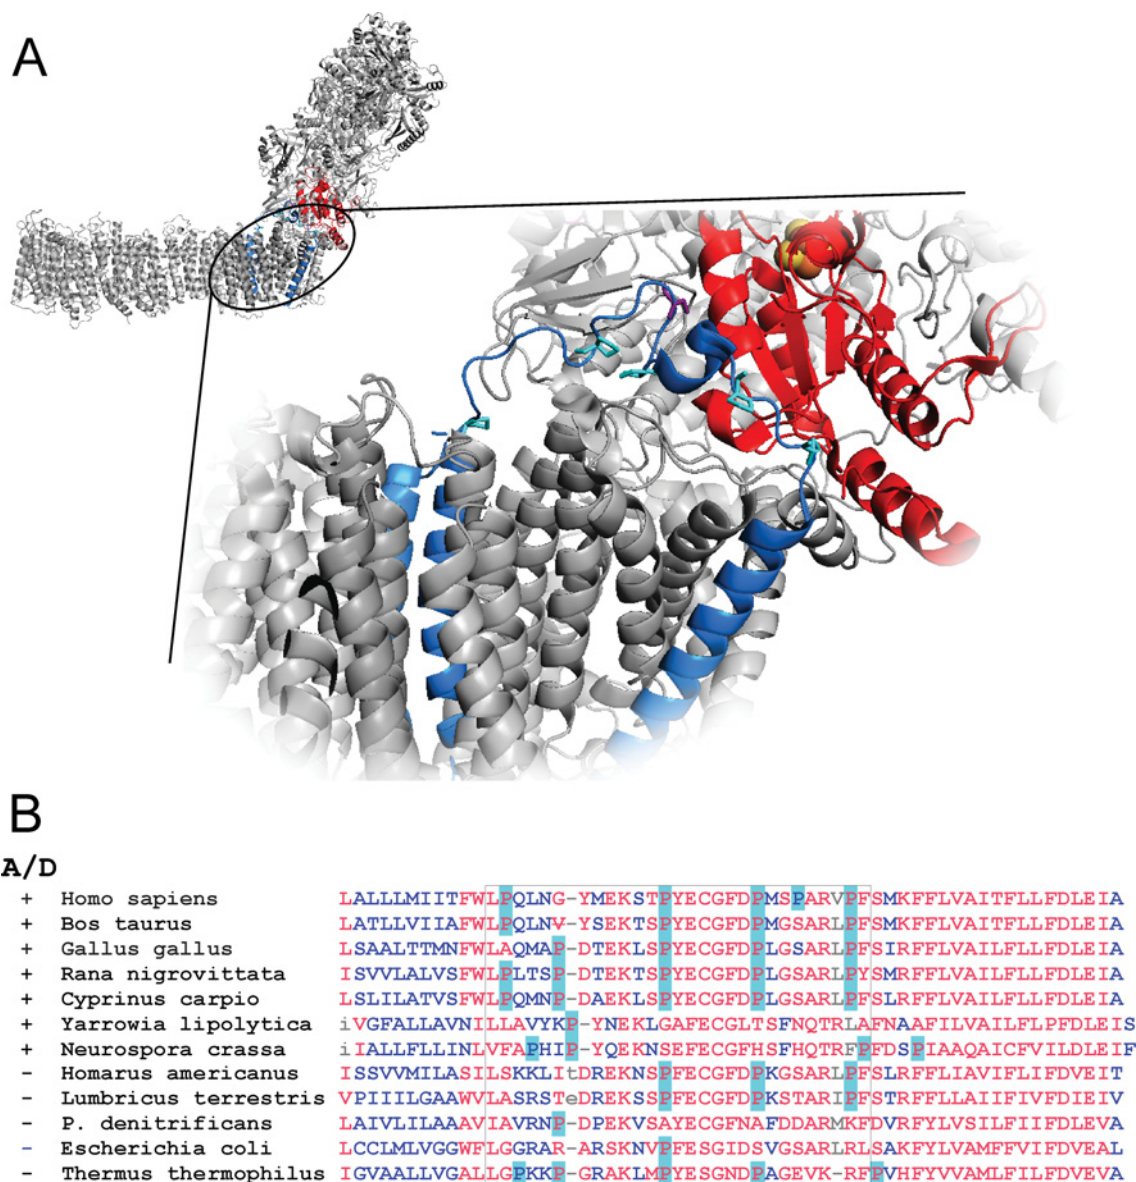 A
B
A/D
+ Homo sapiens LALLLMIITFWLPQLNG-YMEKSTPYECGFDPMSPARVPFSMKFFLVAITFLLFDLEIA
+ Bos taurus LATLLVIIAFWLPQLNV-YSEKTSPYECGFDPMGSARLPFSMKFFLVAITFLLFDLEIA
+ Gallus gallus LSAALTTMNFWLAQMAP-DTEKLSPYECGFDPLGSARLPFSIRFFLVAILFLLFDLEIA
+ Rana nigrovittata ISVVLALVSFWLPLTSP-DTEKTSPYECGFDPLGSARLPYSMRFFLVAILFLLFDLEIT
+ Cyprinus carpio LSLILATVSFWLPQMNP-DAEKLSPYECGFDPLGSARLPFSLRFFLVAILFLLFDLEIA
+ Yarrowia lipolytica iVGFALLAVNILLAVYKP-YNEKLGAFECGLTSFNQTRLAFNAAFILVAILFLPFDLEIS
+ Neurospora crassa iIALLFLLINLVFAPHIP-YQEKNSEFECGFHSFHQTRFPFDSPIAAQAICFVILDLEIF
- Homarus americanus ISSVVMILASILSKKLItDREKNSPFECGFDPKGSARLPFSLRFFLIAVIFLIFDVEIA
- Lumbricus terrestris VPIIILGAAWVLASRSTeDREKSSPFECGFDPKSTARIPFSTRFFLLAIIFIVFDIEIV
- P. denitrificans LAIVLILAAAVIAVRNP-DPEKVSAYECGFNAFDDARMKFDVRFYLVSILFIIFDLEVA
- Escherichia coli LCCLMLVGGWFLGGRAR-ARSKNVPFESGIDSVGSARLRLSAKFYLVAMFFVIFDVEAL
- Thermus thermophilus IGVAALLVGALLGPKKP-GRAKLMPYESGNDPAGEVK-RFPVHFYVVAMLFILFDVEVA